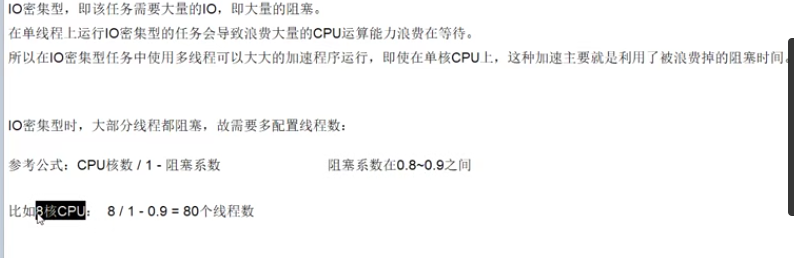 IO密集型，即该任务需要大量的IO，即大量的阻塞。
在单线程上运行IO密集型的任务会导致浪费大量的CPU运算能力浪费在等待。
所以在IO密集型任务中使用多线程可以大大的加速程序运行，即使在单核CPU上，这种加速主要就是利用了被浪费掉的阻塞时间。
IO密集型时，大部分线程都阻塞，故需要多配置线程数：
参考公式：CPU核数 / 1 - 阻塞系数 阻塞系数在0.8~0.9之间
比如8核CPU： 8 / 1 - 0.9 = 80个线程数